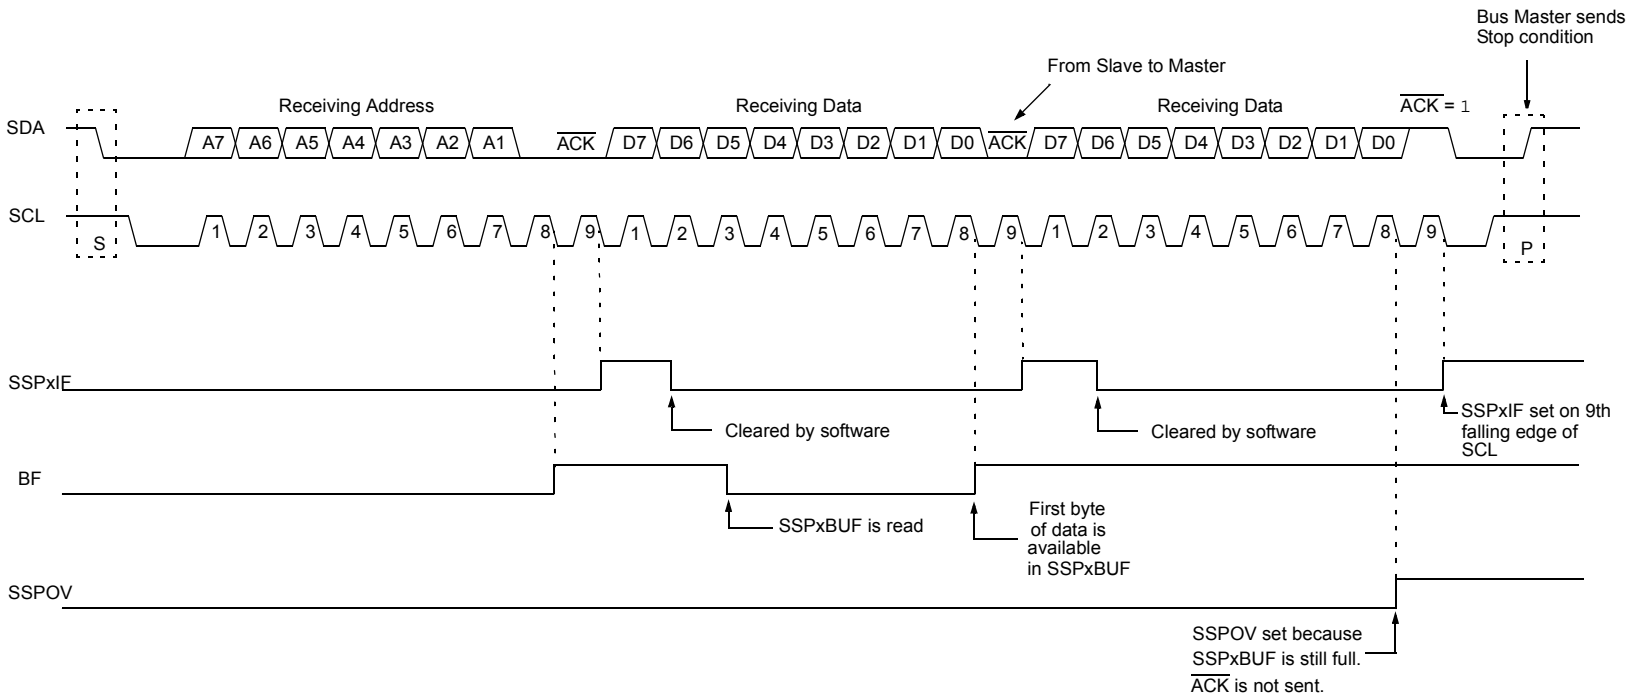 Bus Master sends
Stop condition
From Slave to Master
Receiving Address
Receiving Data
Receiving Data
ACK = 1
SDA
A7 A6 A5 A4 A3 A2 A1 ACK D7 D6 D5 D4 D3 D2 D1 D0 ACK D7 D6 D5 D4 D3 D2 D1 D0
SCL
S
1 2 3 4 5 6 7 8 9 1 2 3 4 5 6 7 8 9 1 2 3 4 5 6 7 8 9
P
SSPxIF
Cleared by software
Cleared by software
SSPxIF set on 9th
falling edge of
SCL
BF
SSPxBUF is read
First byte
of data is
available
in SSPxBUF
SSPOV
SSPOV set because
SSPxBUF is still full.
ACK is not sent.